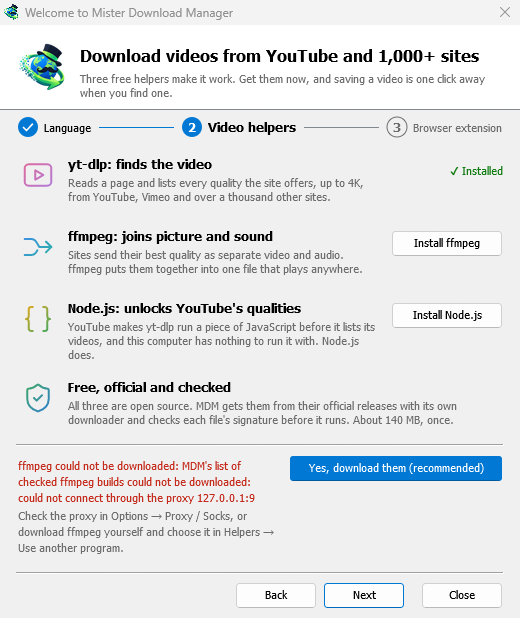 Welcome to Mister Download Manager
Download videos from YouTube and 1,000+ sites
Three free helpers make it work. Get them now, and saving a video is one click away
when you find one.
Language
2
Video helpers
3
Browser extension
yt-dlp: finds the video
Reads a page and lists every quality the site offers, up to 4K,
from YouTube, Vimeo and over a thousand other sites.
✓ Installed
ffmpeg: joins picture and sound
Sites send their best quality as separate video and audio.
ffmpeg puts them together into one file that plays anywhere.
Install ffmpeg
Node.js: unlocks YouTube's qualities
YouTube makes yt-dlp run a piece of JavaScript before it lists its
videos, and this computer has nothing to run it with. Node.js
does.
Install Node.js
Free, official and checked
All three are open source. MDM gets them from their official releases with its own
downloader and checks each file's signature before it runs. About 140 MB, once.
ffmpeg could not be downloaded: MDM's list of
checked ffmpeg builds could not be downloaded:
could not connect through the proxy 127.0.0.1:9
Check the proxy in Options → Proxy / Socks, or
download ffmpeg yourself and choose it in Helpers →
Use another program.
Yes, download them (recommended)
Back
Next
Close